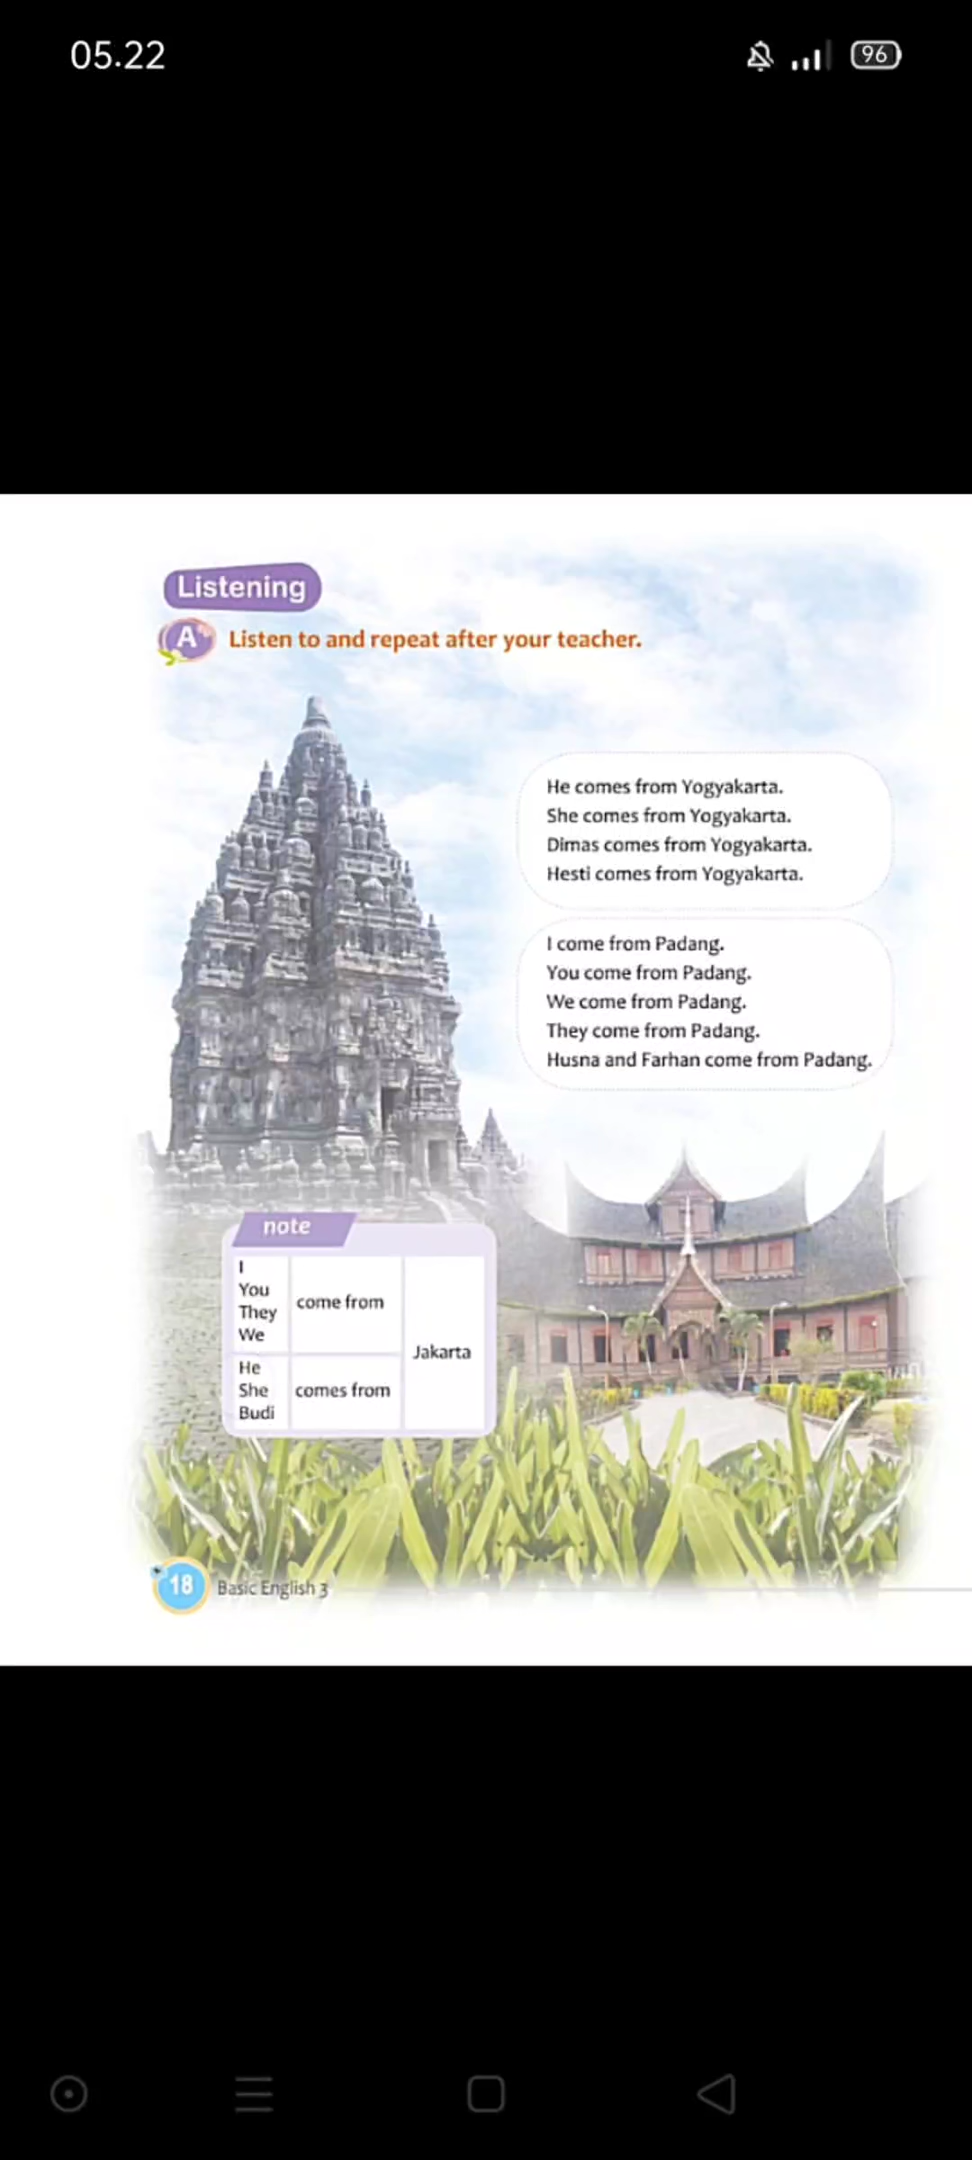 05.22
96
Listening
A Listen to and repeat after your teacher.
He comes from Yogyakarta.
She comes from Yogyakarta.
Dimas comes from Yogyakarta.
Hesti comes from Yogyakarta.
I come from Padang.
You come from Padang.
We come from Padang.
They come from Padang.
Husna and Farhan come from Padang.
note
I
You
They
We
come from
He
She
Budi
comes from
Jakarta
18 Basic English 3